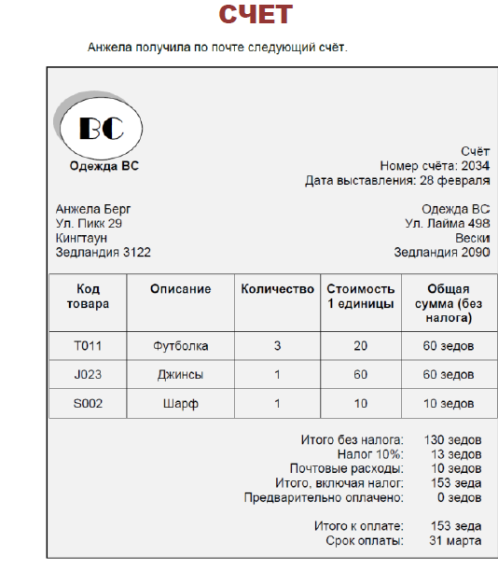 СЧЕТ
Анжела получила по почте следующий счёт.
ВС
Одежда ВС
Счёт
Номер счёта: 2034
Дата выставления: 28 февраля
Анжела Берг
Ул. Пикк 29
Кингтаун
Зедландия 3122
Одежда ВС
Ул. Лайма 498
Вески
Зедландия 2090
Код товара Описание Количество Стоимость 1 единицы Общая сумма (без налога)
T011 Футболка 3 20 60 зедов
J023 Джинсы 1 60 60 зедов
S002 Шарф 1 10 10 зедов
Итого без налога: 130 зедов
Налог 10%: 13 зедов
Почтовые расходы: 10 зедов
Итого, включая налог: 153 зеда
Предварительно оплачено: 0 зедов
Итого к оплате: 153 зеда
Срок оплаты: 31 марта